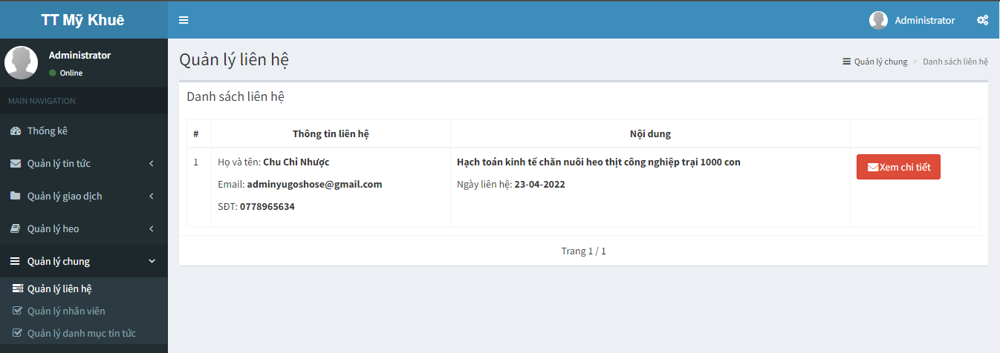 TT Mỹ Khuê
Administrator
Administrator
Online
MAIN NAVIGATION
Thống kê
Quản lý tin tức
Quản lý giao dịch
Quản lý heo
Quản lý chung
Quản lý liên hệ
Quản lý nhân viên
Quản lý danh mục tin tức
Quản lý liên hệ
Quản lý chung > Danh sách liên hệ
Danh sách liên hệ
# Thông tin liên hệ Nội dung
1 Họ và tên: Chu Chỉ Nhược Hạch toán kinh tế chăn nuôi heo thịt công nghiệp trại 1000 con Xem chi tiết
Email: adminyugoshose@gmail.com Ngày liên hệ: 23-04-2022
SĐT: 0778965634
Trang 1 / 1